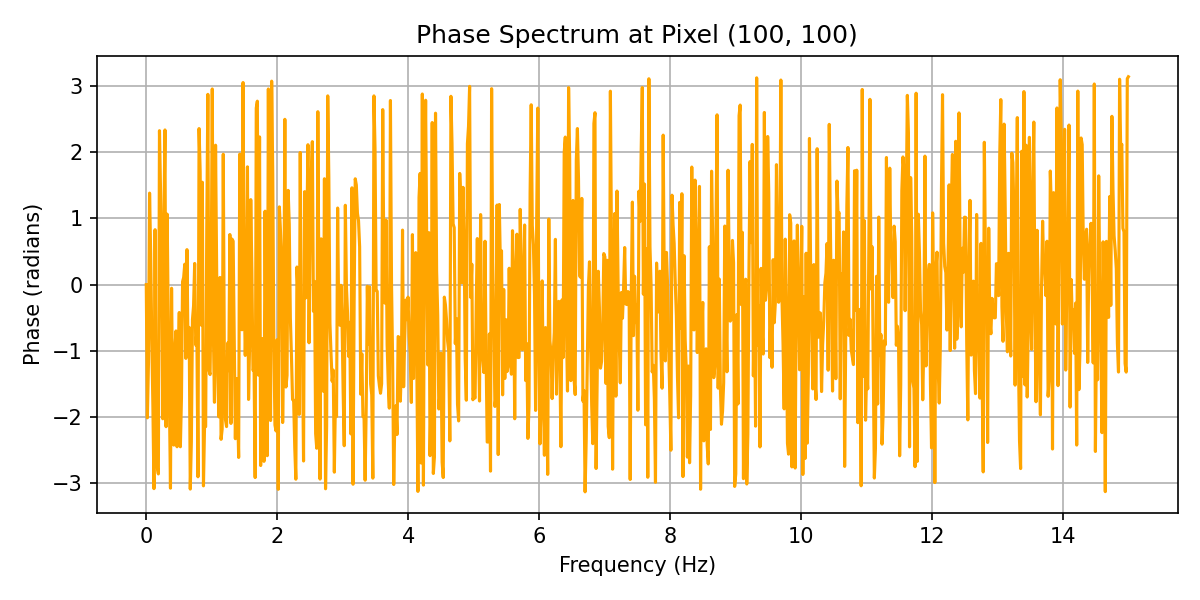 Phase Spectrum at Pixel (100, 100)
Phase (radians)
3
2
1
0
−1
−2
−3
0 2 4 6 8 10 12 14
Frequency (Hz)